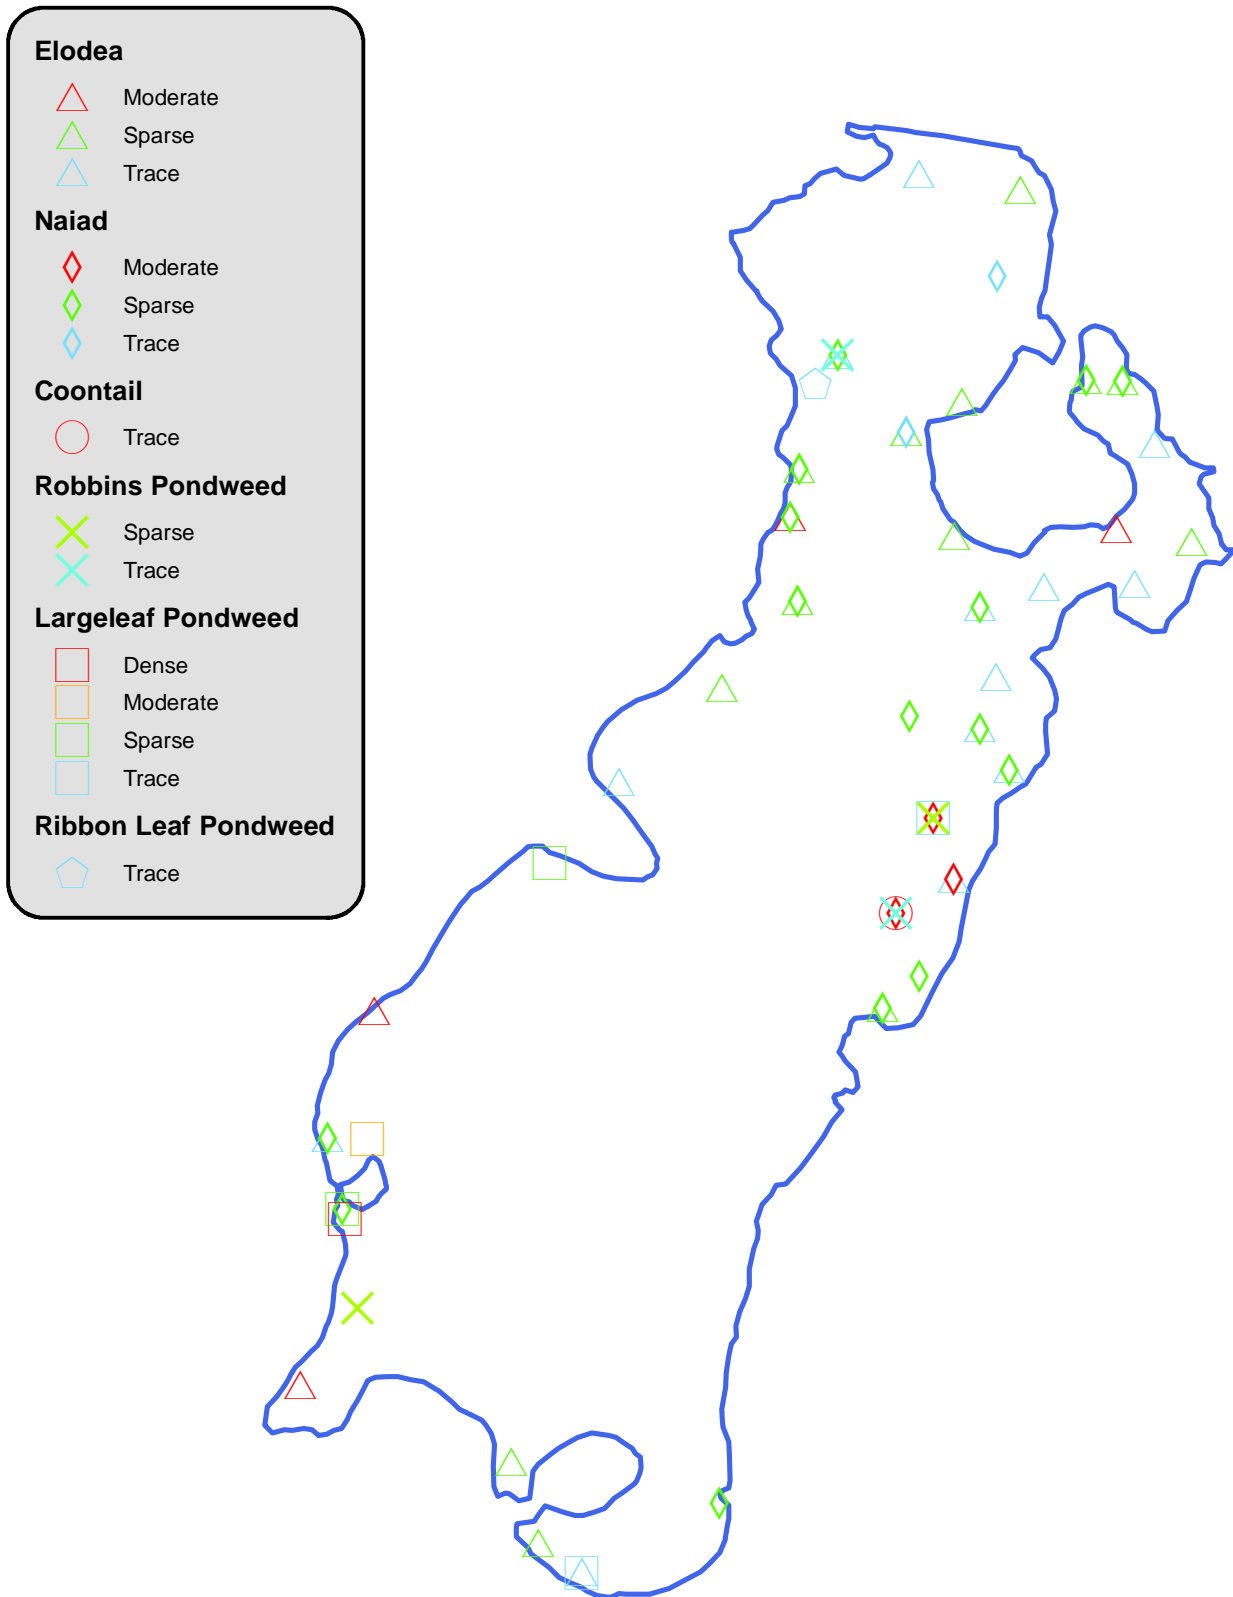 Elodea
Moderate
Sparse
Trace
Naiad
Moderate
Sparse
Trace
Coontail
Trace
Robbins Pondweed
Sparse
Trace
Largeleaf Pondweed
Dense
Moderate
Sparse
Trace
Ribbon Leaf Pondweed
Trace